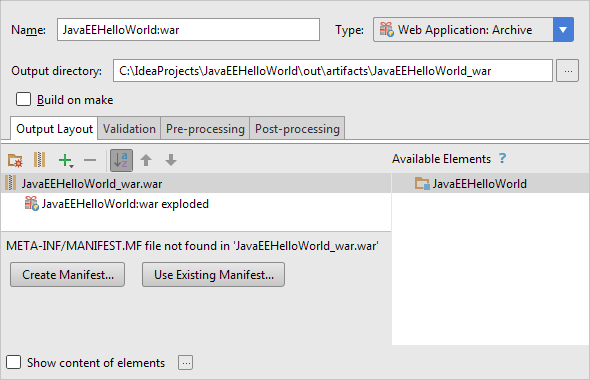 Name: JavaEEHelloWorld:war Type: Web Application: Archive
Output directory: C:\IdeaProjects\JavaEEHelloWorld\out\artifacts\JavaEEHelloWorld_war ...
Build on make
Output Layout Validation Pre-processing Post-processing
Available Elements ?
JavaEEHelloWorld_war.war JavaEEHelloWorld
JavaEEHelloWorld:war exploded
META-INF/MANIFEST.MF file not found in 'JavaEEHelloWorld_war.war'
Create Manifest... Use Existing Manifest...
Show content of elements ...